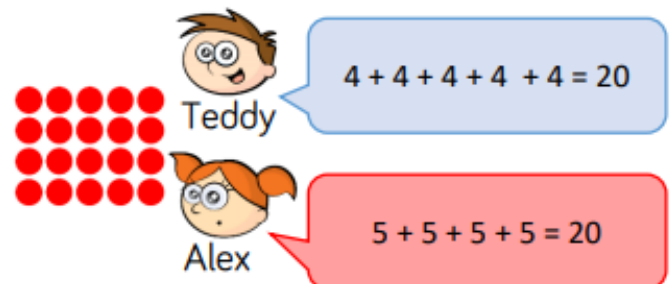 4 + 4 + 4 + 4 + 4 = 20
Teddy
5 + 5 + 5 + 5 = 20
Alex